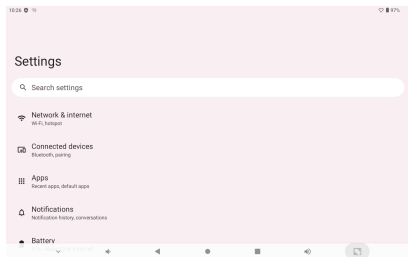 10:26
97%
Settings
Search settings
Network & internet
Wi-Fi, hotspot
Connected devices
Bluetooth, pairing
Apps
Recent apps, default apps
Notifications
Notification history, conversations
Battery